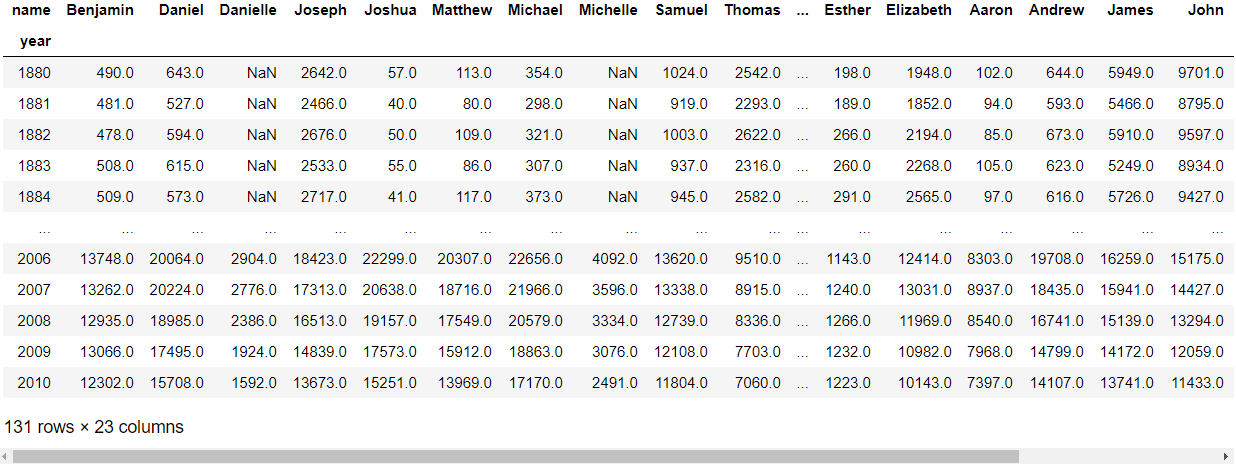 name Benjamin Daniel Danielle Joseph Joshua Matthew Michael Michelle Samuel Thomas ... Esther Elizabeth Aaron Andrew James John
year
1880 490.0 643.0 NaN 2642.0 57.0 113.0 354.0 NaN 1024.0 2542.0 ... 198.0 1948.0 102.0 644.0 5949.0 9701.0
1881 481.0 527.0 NaN 2466.0 40.0 80.0 298.0 NaN 919.0 2293.0 ... 189.0 1852.0 94.0 593.0 5466.0 8795.0
1882 478.0 594.0 NaN 2676.0 50.0 109.0 321.0 NaN 1003.0 2622.0 ... 266.0 2194.0 85.0 673.0 5910.0 9597.0
1883 508.0 615.0 NaN 2533.0 55.0 86.0 307.0 NaN 937.0 2316.0 ... 260.0 2268.0 105.0 623.0 5249.0 8934.0
1884 509.0 573.0 NaN 2717.0 41.0 117.0 373.0 NaN 945.0 2582.0 ... 291.0 2565.0 97.0 616.0 5726.0 9427.0
... ... ... ... ... ... ... ... ... ... ... ... ... ... ... ... ... ...
2006 13748.0 20064.0 2904.0 18423.0 22299.0 20307.0 22656.0 4092.0 13620.0 9510.0 ... 1143.0 12414.0 8303.0 19708.0 16259.0 15175.0
2007 13262.0 20224.0 2776.0 17313.0 20638.0 18716.0 21966.0 3596.0 13338.0 8915.0 ... 1240.0 13031.0 8937.0 18435.0 15941.0 14427.0
2008 12935.0 18985.0 2386.0 16513.0 19157.0 17549.0 20579.0 3334.0 12739.0 8336.0 ... 1266.0 11969.0 8540.0 16741.0 15139.0 13294.0
2009 13066.0 17495.0 1924.0 14839.0 17573.0 15912.0 18863.0 3076.0 12108.0 7703.0 ... 1232.0 10982.0 7968.0 14799.0 14172.0 12059.0
2010 12302.0 15708.0 1592.0 13673.0 15251.0 13969.0 17170.0 2491.0 11804.0 7060.0 ... 1223.0 10143.0 7397.0 14107.0 13741.0 11433.0
131 rows × 23 columns